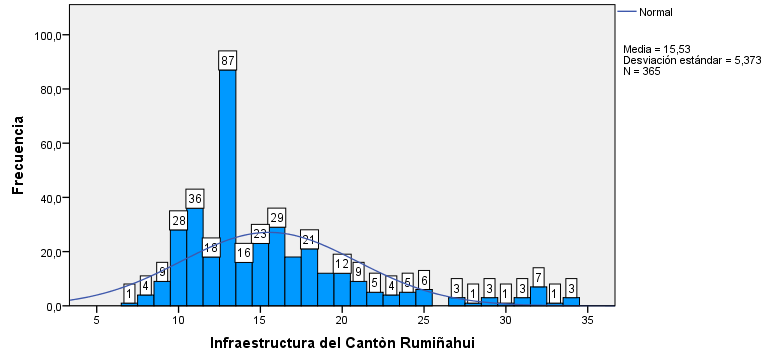 Normal
Media = 15,53
Desviación estándar = 5,373
N = 365
Frecuencia
100,0
80,0
60,0
40,0
20,0
0,0
1 4 9 28 36 18 87 16 23 29 21 12 9 5 4 5 6 3 1 3 1 3 7 3
5 10 15 20 25 30 35
Infraestructura del Cantòn Rumiñahui